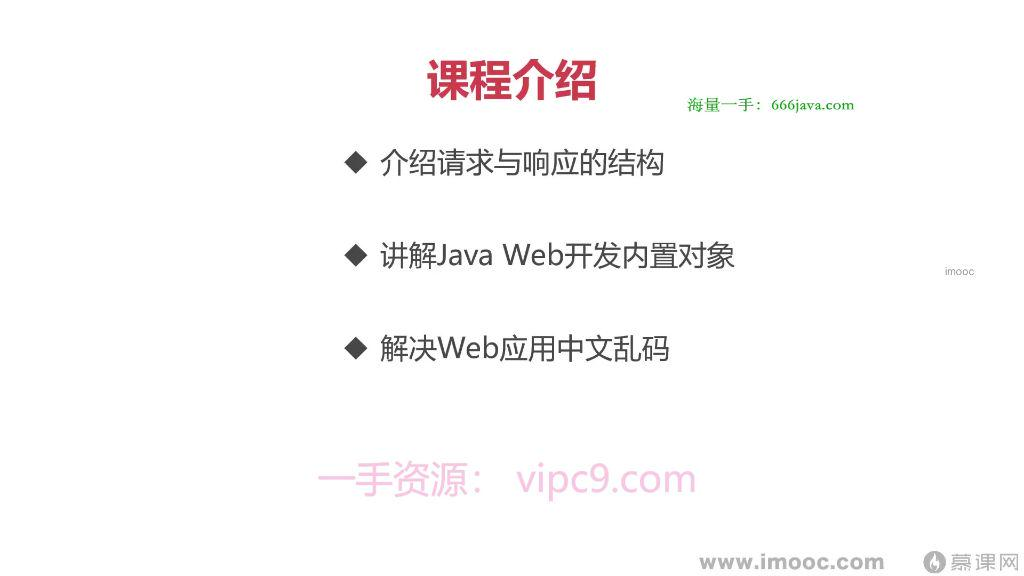 课程介绍
海量一手：666java.com
◆ 介绍请求与响应的结构
◆ 讲解Java Web开发内置对象
imooc
◆ 解决Web应用中文乱码
一手资源： vipc9.com
www.imooc.com 慕课网